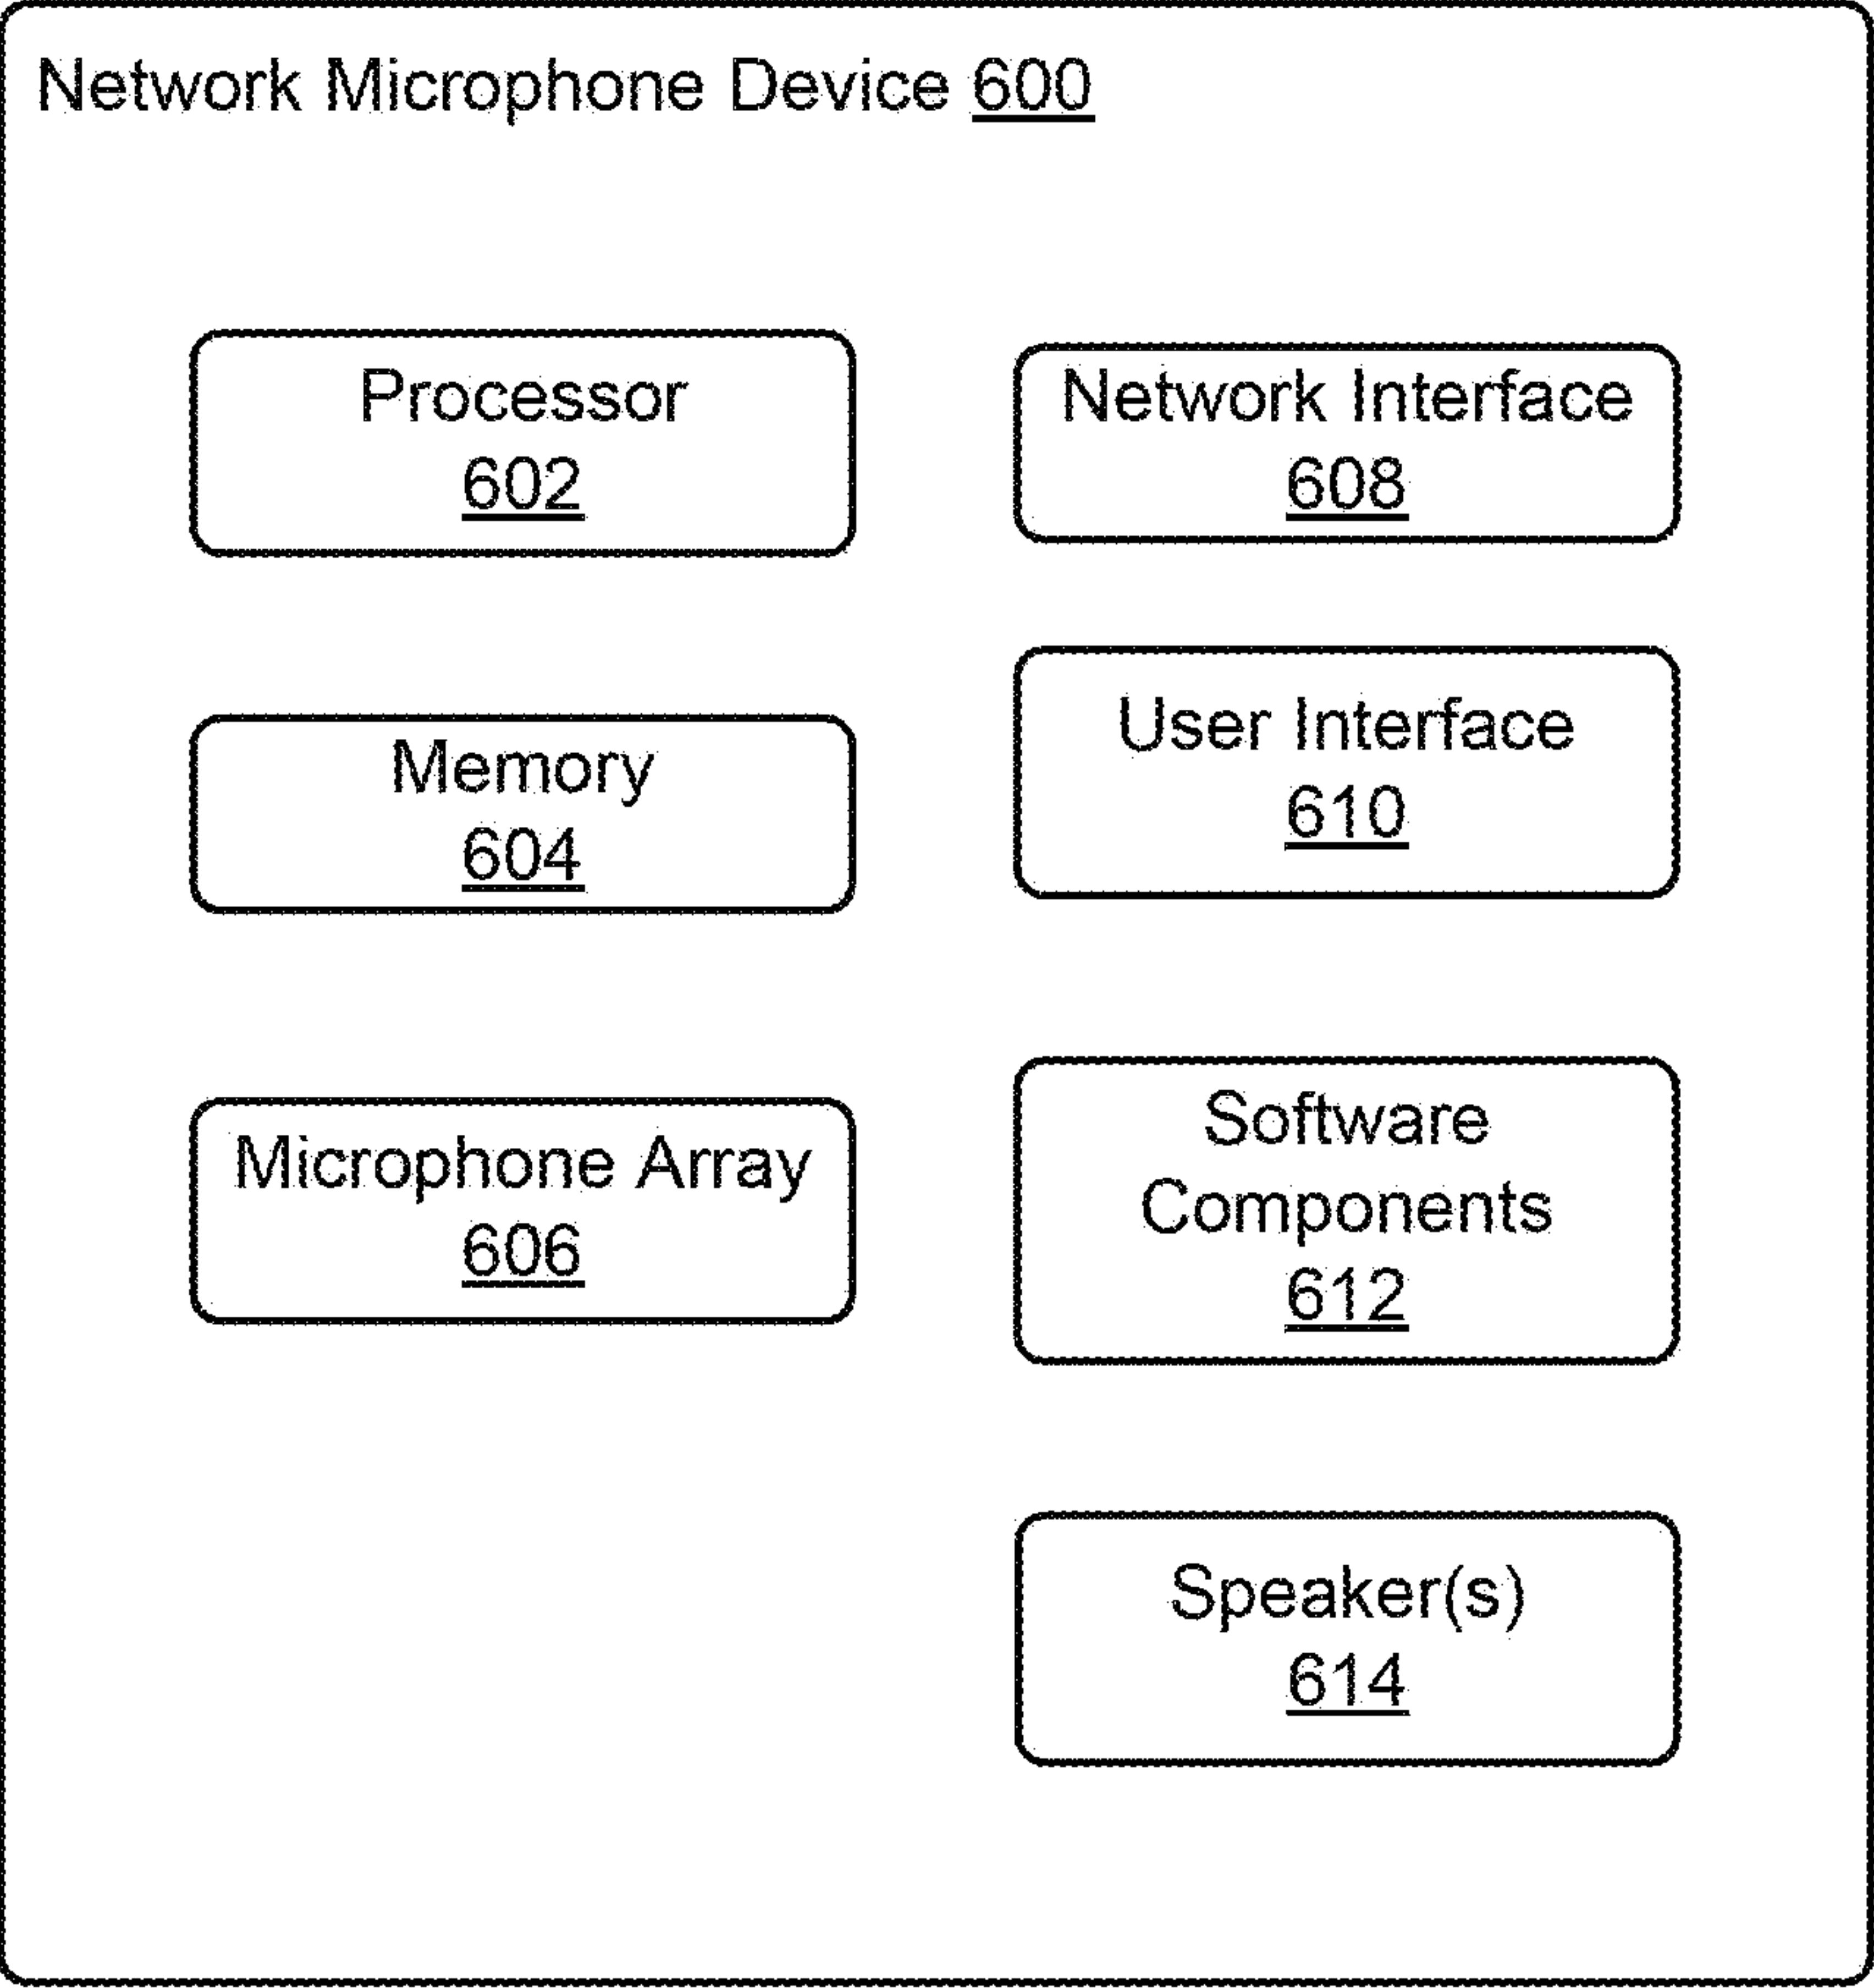 Network Microphone Device 600
Processor
602
Memory
604
Microphone Array
606
Network Interface
608
User Interface
610
Software
Components
612
Speaker(s)
614